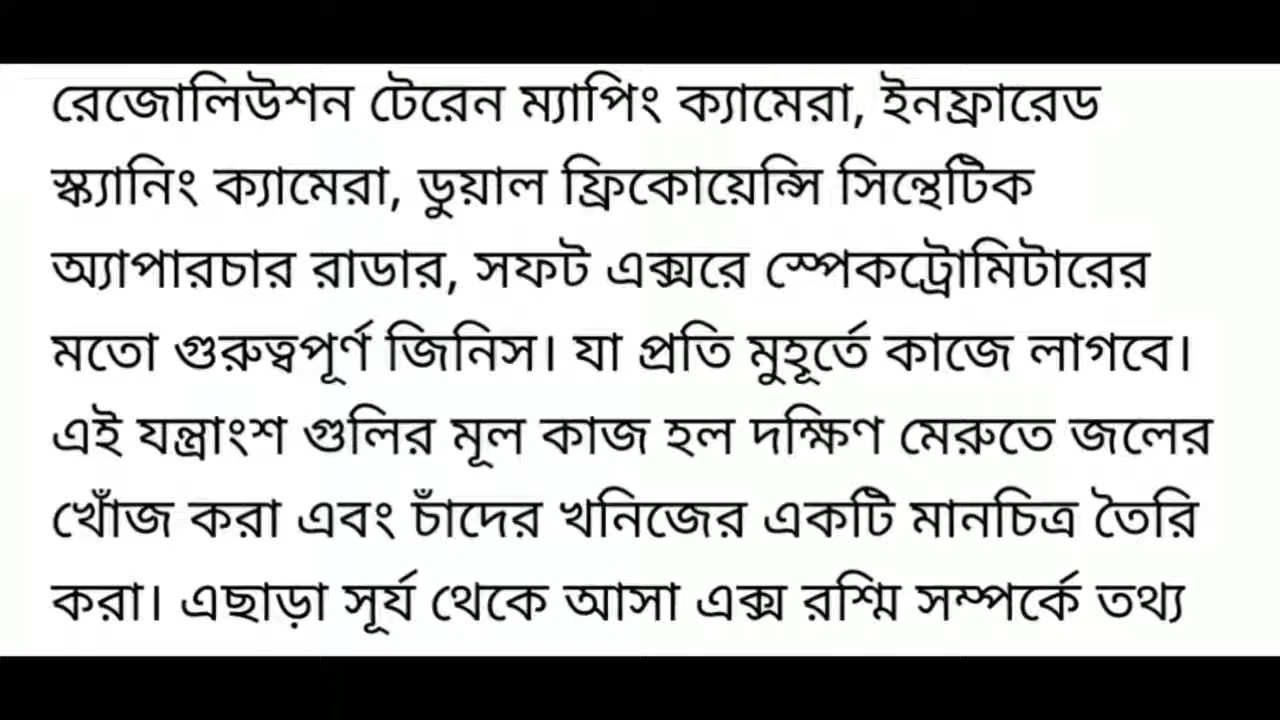 রেজোলিউশন টেরেন ম্যাপিং ক্যামেরা, ইনফ্রারেড
স্ক্যানিং ক্যামেরা, ডুয়াল ফ্রিকোয়েন্সি সিন্থেটিক
অ্যাপারচার রাডার, সফট এক্সরে স্পেকট্রোমিটারের
মতো গুরুত্বপূর্ণ জিনিস। যা প্রতি মুহূর্তে কাজে লাগবে।
এই যন্ত্রাংশ গুলির মূল কাজ হল দক্ষিণ মেরুতে জলের
খোঁজ করা এবং চাঁদের খনিজের একটি মানচিত্র তৈরি
করা। এছাড়া সূর্য থেকে আসা এক্স রশ্মি সম্পর্কে তথ্য